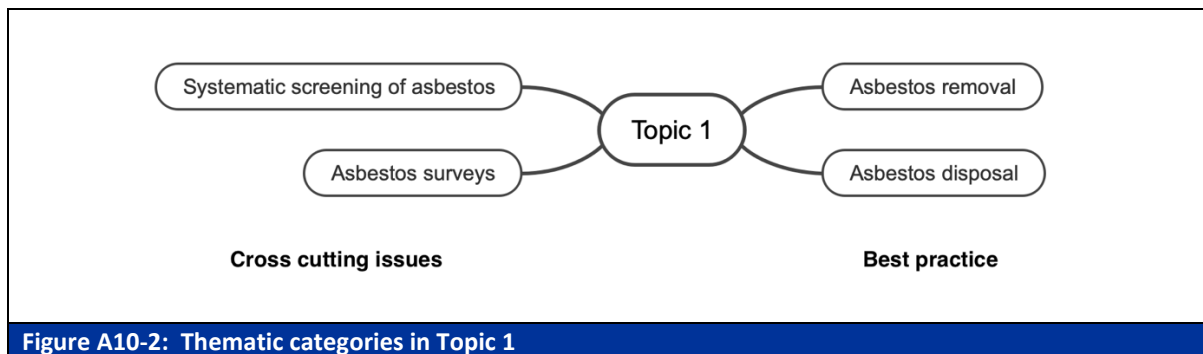 Systematic screening of asbestos
Asbestos surveys
Topic 1
Asbestos removal
Asbestos disposal
Cross cutting issues
Best practice
Figure A10-2: Thematic categories in Topic 1